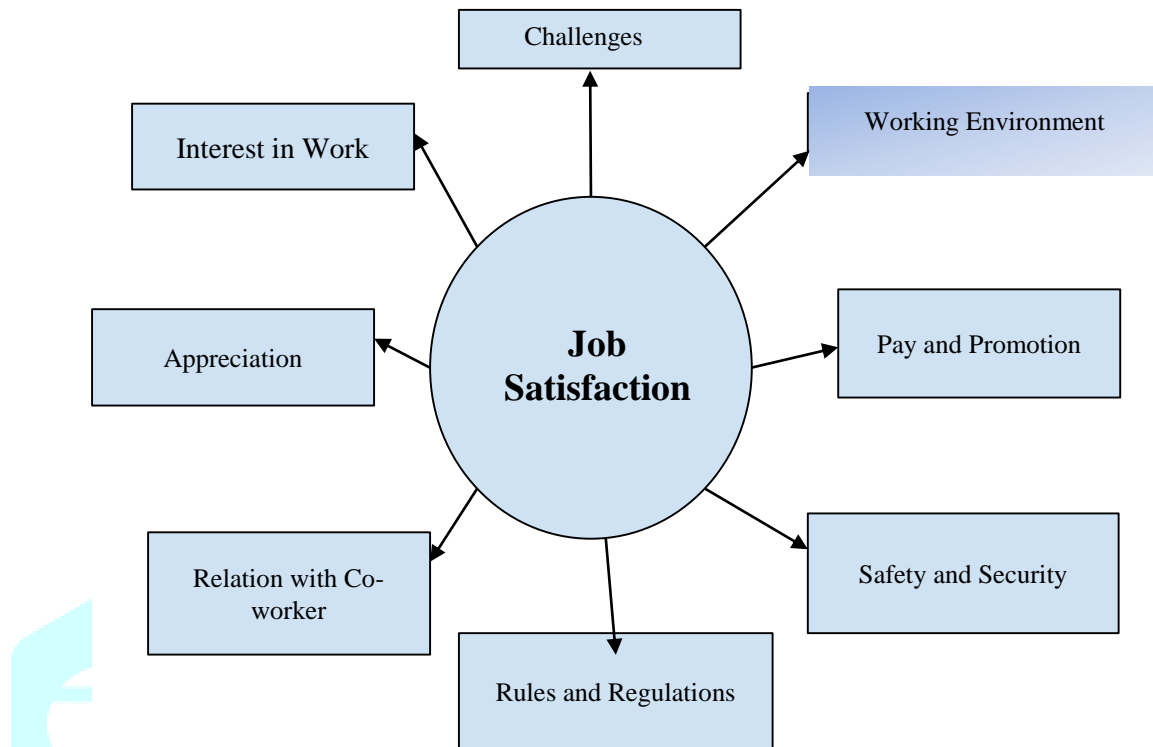 Challenges
Working Environment
Interest in Work
Job
Satisfaction
Pay and Promotion
Appreciation
Safety and Security
Relation with Co-
worker
Rules and Regulations